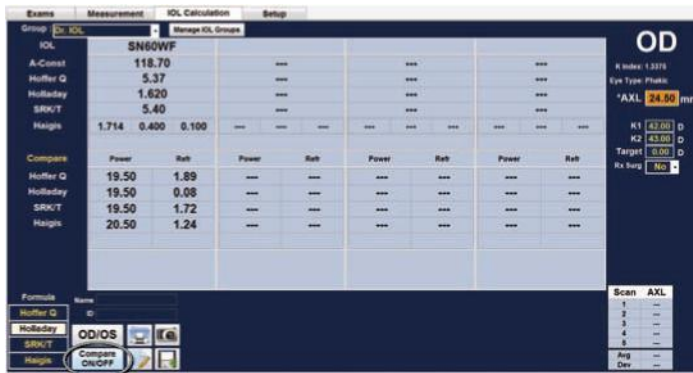 Exams Measurement IOL Calculation Setup
Group Dr. IOL Manage IOL Groups
OD
IOL SN60WF
A-Const 118.70 --- --- ---
K Index: 1.3375
Hoffer Q 5.37 --- --- ---
Eye Type: Phakic
Holladay 1.620 --- --- ---
*AXL 24.50 mm
SRK/T 5.40 --- --- ---
Haigis 1.714 0.400 0.100 --- --- --- --- --- --- --- --- ---
K1 42.00 D
K2 43.00 D
Target 0.00 D
Rx Surg No
Compare Power Refr Power Refr Power Refr Power Refr
Hoffer Q 19.50 1.89 --- --- --- --- --- ---
Holladay 19.50 0.08 --- --- --- --- --- ---
SRK/T 19.50 1.72 --- --- --- --- --- ---
Haigis 20.50 1.24 --- --- --- --- --- ---
Formula
Hoffer Q
Holladay
SRK/T
Haigis
Name
ID
OD/OS
Compare ON/OFF
Scan AXL
1 ---
2 ---
3 ---
4 ---
5 ---
Avg ---
Dev ---